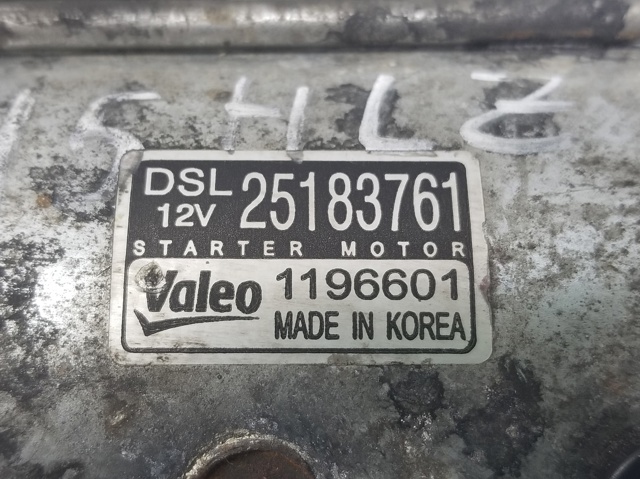 DSL 12V 25183761
STARTER MOTOR
Valeo 1196601
MADE IN KOREA